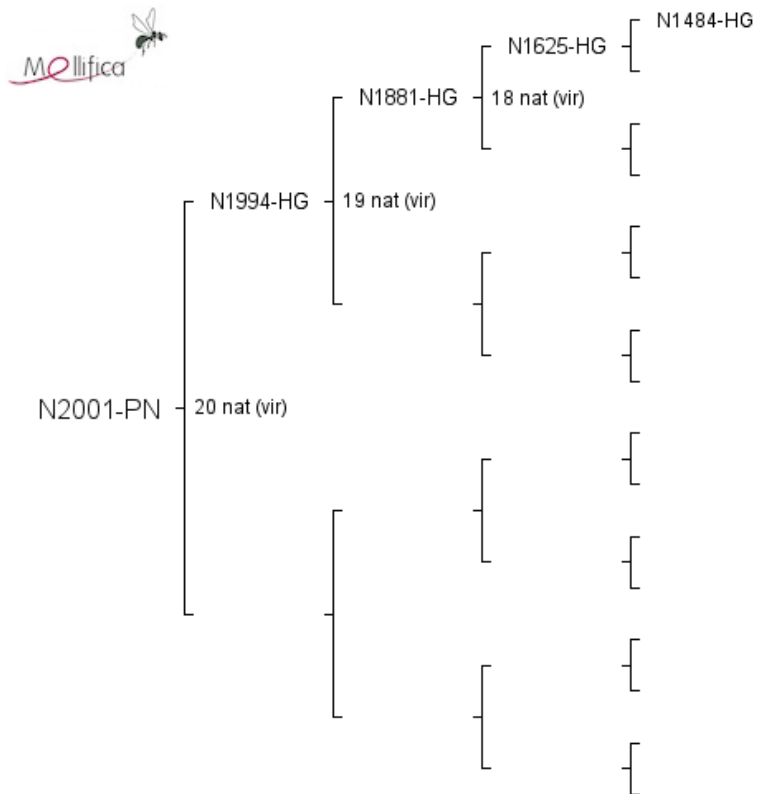 Mellifica
N1484-HG
N1625-HG
N1881-HG
18 nat (vir)
N1994-HG
19 nat (vir)
N2001-PN
20 nat (vir)